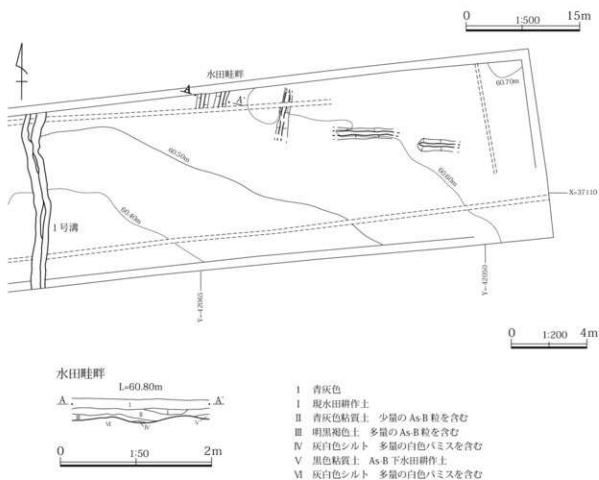 0 1:500 15m
水田畦畔
A A'
60.70m
60.50m
60.60m
60.40m
1号溝
X=37110
Y=-42065
Y=-42050
0 1:200 4m
水田畦畔
L=60.80m
A A'
I
II
III
IV
V
VI
0 1:50 2m
1 青灰色
I 現水田耕作土
II 青灰色粘質土 少量のAs-B粒を含む
III 明黒褐色土 多量のAs-B粒を含む
IV 灰白色シルト 多量の白色パミスを含む
V 黒色粘質土 As-B下水田耕作土
VI 灰白色シルト 多量の白色パミスを含む